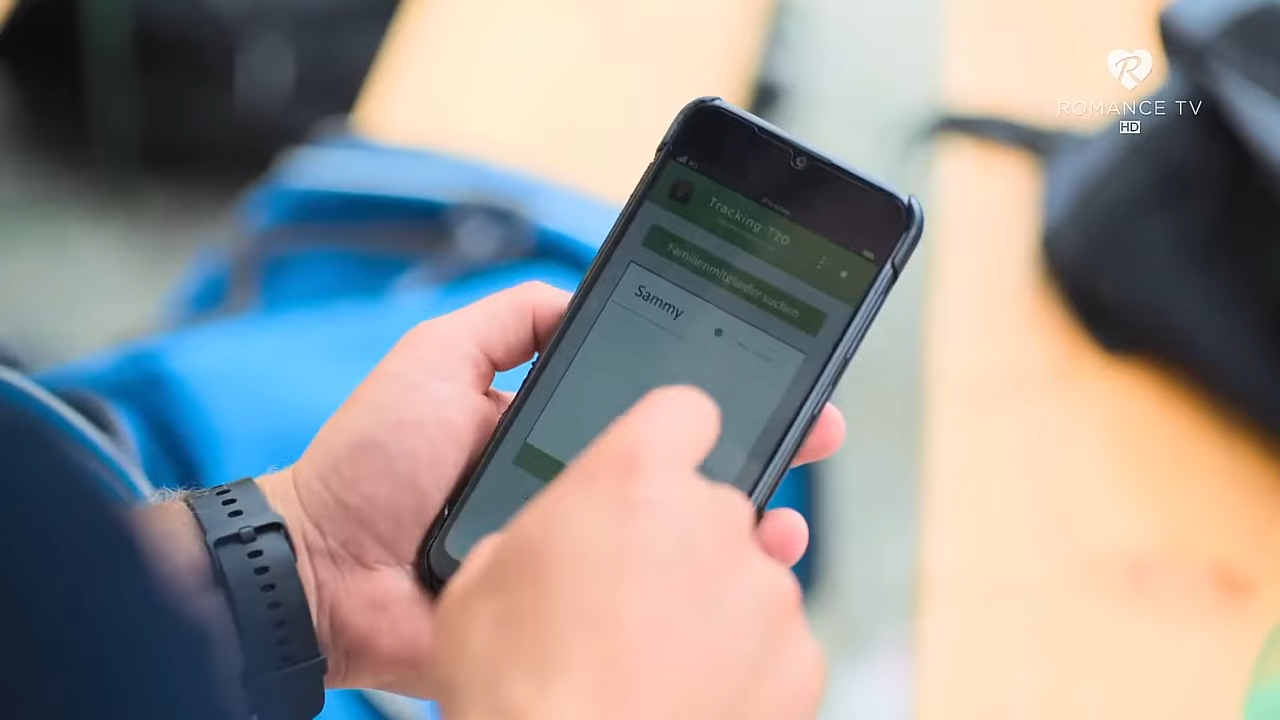 R
ROMANCE TV
HD
Tracking T20
Familienmitglieder suchen
Sammy